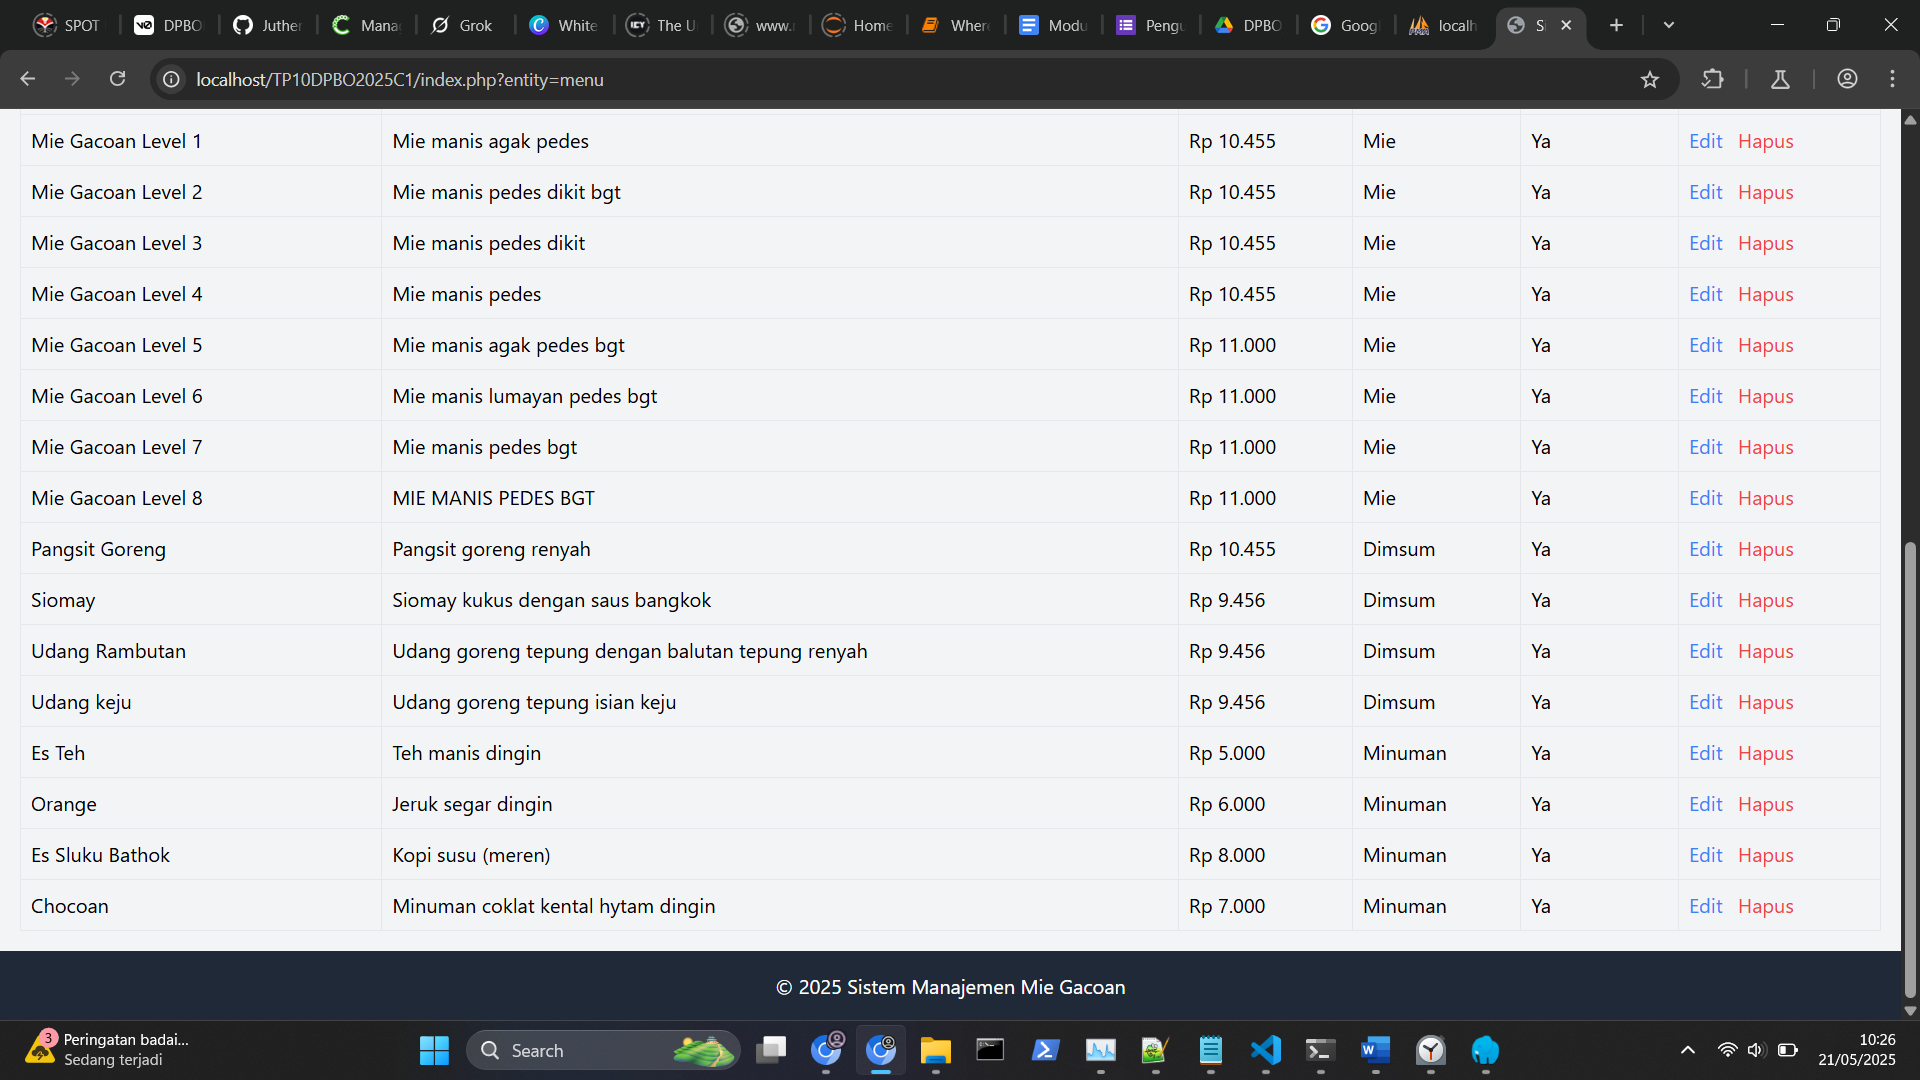 SPOT DPBO Juther Mana Grok White The U www.r Home Where Modu Pengu DPBO Googl localh Si
localhost/TP10DPBO2025C1/index.php?entity=menu
Mie Gacoan Level 1 Mie manis agak pedes Rp 10.455 Mie Ya Edit Hapus
Mie Gacoan Level 2 Mie manis pedes dikit bgt Rp 10.455 Mie Ya Edit Hapus
Mie Gacoan Level 3 Mie manis pedes dikit Rp 10.455 Mie Ya Edit Hapus
Mie Gacoan Level 4 Mie manis pedes Rp 10.455 Mie Ya Edit Hapus
Mie Gacoan Level 5 Mie manis agak pedes bgt Rp 11.000 Mie Ya Edit Hapus
Mie Gacoan Level 6 Mie manis lumayan pedes bgt Rp 11.000 Mie Ya Edit Hapus
Mie Gacoan Level 7 Mie manis pedes bgt Rp 11.000 Mie Ya Edit Hapus
Mie Gacoan Level 8 MIE MANIS PEDES BGT Rp 11.000 Mie Ya Edit Hapus
Pangsit Goreng Pangsit goreng renyah Rp 10.455 Dimsum Ya Edit Hapus
Siomay Siomay kukus dengan saus bangkok Rp 9.456 Dimsum Ya Edit Hapus
Udang Rambutan Udang goreng tepung dengan balutan tepung renyah Rp 9.456 Dimsum Ya Edit Hapus
Udang keju Udang goreng tepung isian keju Rp 9.456 Dimsum Ya Edit Hapus
Es Teh Teh manis dingin Rp 5.000 Minuman Ya Edit Hapus
Orange Jeruk segar dingin Rp 6.000 Minuman Ya Edit Hapus
Es Sluku Bathok Kopi susu (meren) Rp 8.000 Minuman Ya Edit Hapus
Chocoan Minuman coklat kental hytam dingin Rp 7.000 Minuman Ya Edit Hapus
© 2025 Sistem Manajemen Mie Gacoan
3 Peringatan badai...
Sedang terjadi
Search
10:26
21/05/2025